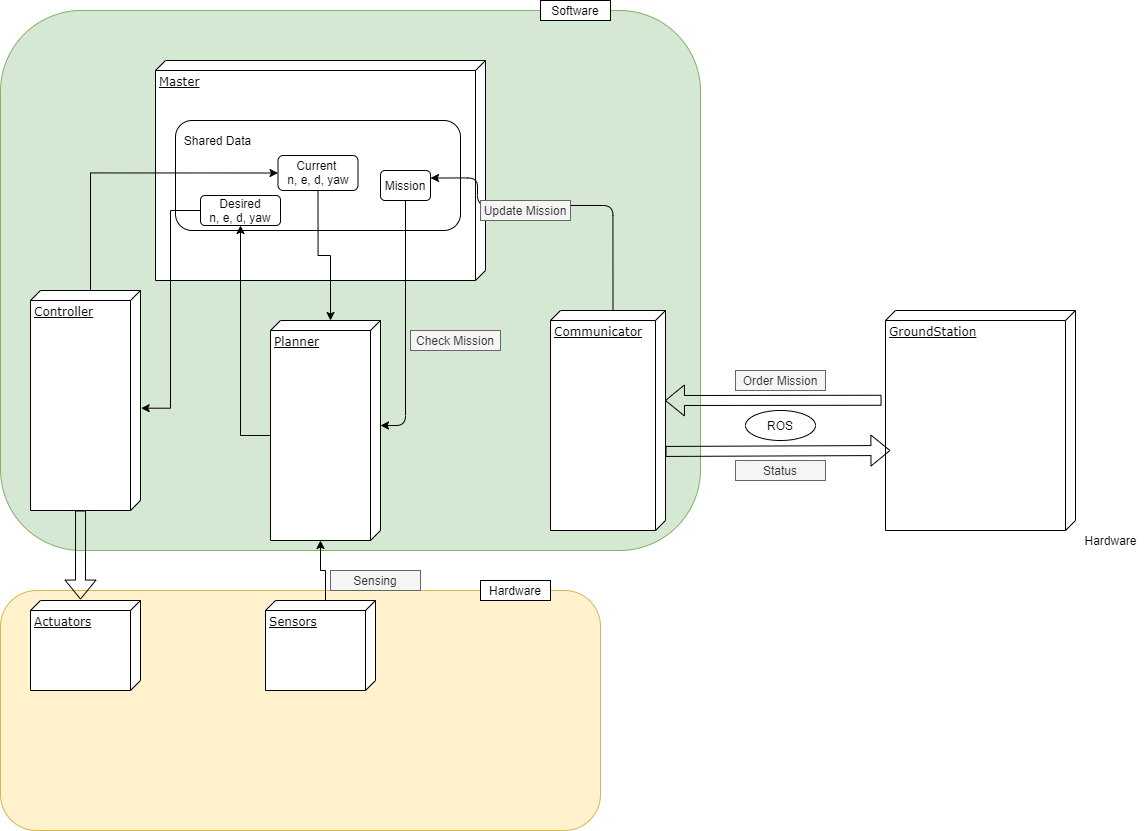 Software
Master
Shared Data
Current
n, e, d, yaw
Mission
Desired
n, e, d, yaw
Update Mission
Controller
Planner
Check Mission
Communicator
GroundStation
Order Mission
ROS
Status
Hardware
Sensing
Hardware
Actuators
Sensors